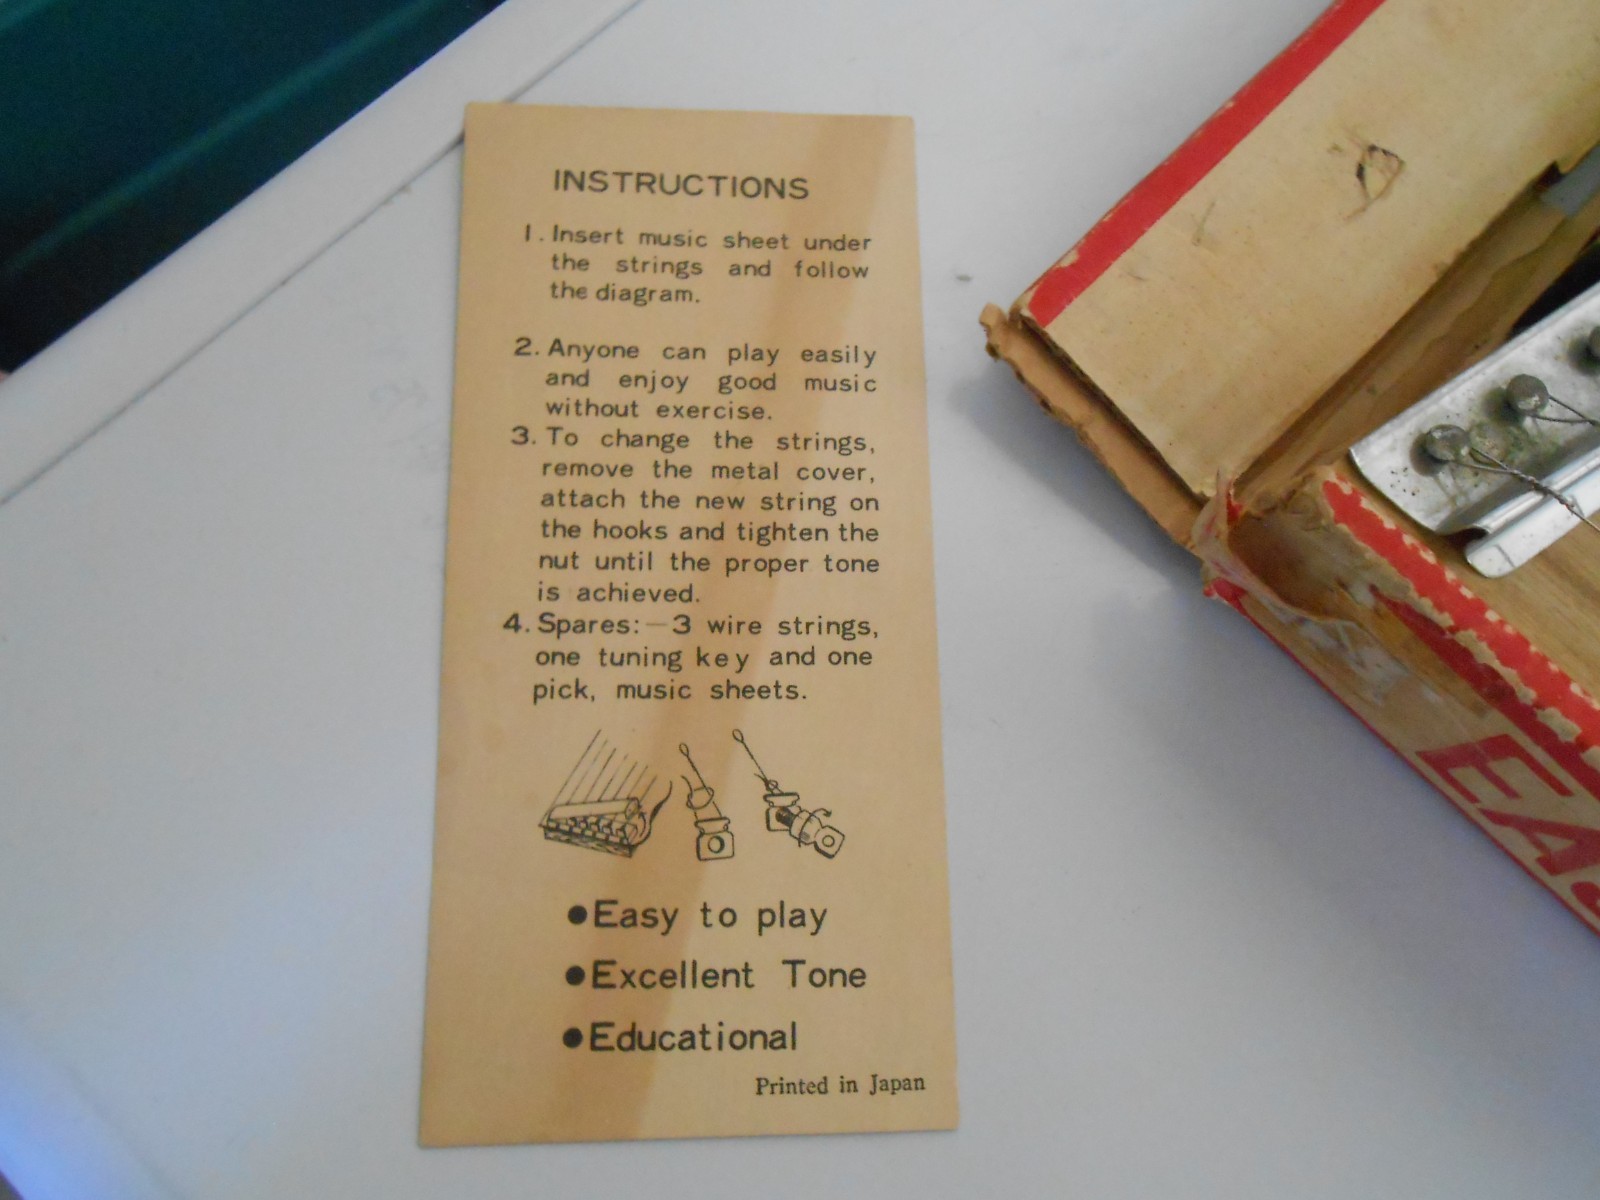 INSTRUCTIONS
1. Insert music sheet under
the strings and follow
the diagram.
2. Anyone can play easily
and enjoy good music
without exercise.
3. To change the strings,
remove the metal cover,
attach the new string on
the hooks and tighten the
nut until the proper tone
is achieved.
4. Spares:—3 wire strings,
one tuning key and one
pick, music sheets.
●Easy to play
●Excellent Tone
●Educational
Printed in Japan